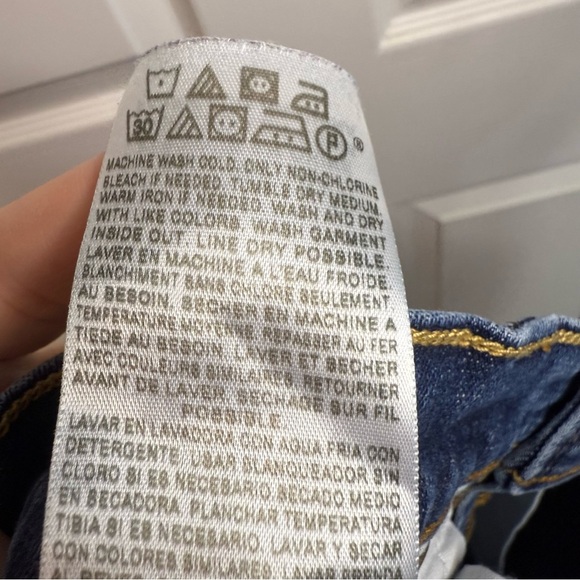 30
P ®
MACHINE WASH COLD. ONLY NON-CHLORINE
BLEACH IF NEEDED. TUMBLE DRY MEDIUM.
WARM IRON IF NEEDED. WASH AND DRY
WITH LIKE COLORS. WASH GARMENT
INSIDE OUT. LINE DRY POSSIBLE.
LAVER EN MACHINE A L'EAU FROIDE.
BLANCHIMENT SANS CHLORE SEULEMENT
AU BESOIN. SECHER EN MACHINE A
TEMPERATURE MOYENNE. REPASSER AU FER
TIEDE AU BESOIN. LAVER ET SECHER
AVEC COULEURS SIMILAIRES. RETOURNER
AVANT DE LAVER. SECHAGE SUR FIL
POSSIBLE.
LAVAR EN LAVADORA CON AGUA FRIA CON
DETERGENTE. USAR BLANQUEADOR SIN
CLORO SI ES NECESARIO SECADO MEDIO
EN SECADORA. PLANCHAR TEMPERATURA
TIBIA SI ES NECESARIO. LAVAR Y SECAR
CON COLORES SIMILARES.